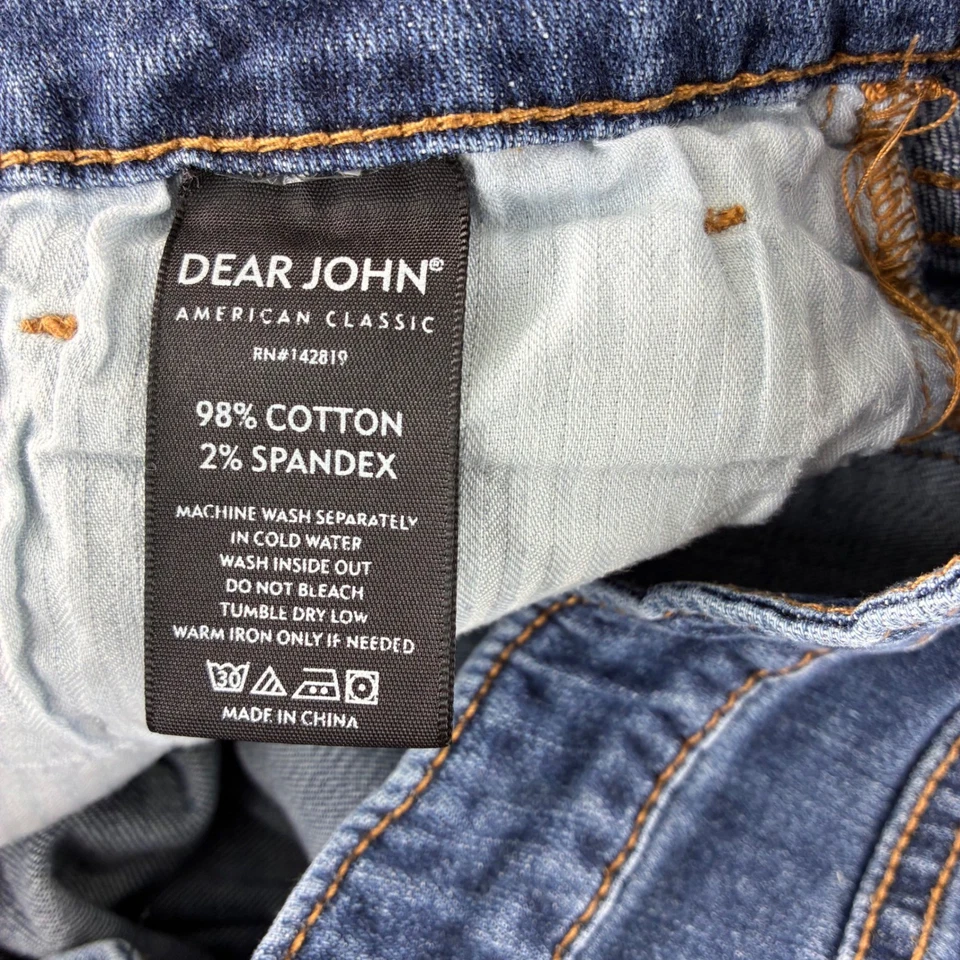 DEAR JOHN®
AMERICAN CLASSIC
RN#142819
98% COTTON
2% SPANDEX
MACHINE WASH SEPARATELY
IN COLD WATER
WASH INSIDE OUT
DO NOT BLEACH
TUMBLE DRY LOW
WARM IRON ONLY IF NEEDED
30
MADE IN CHINA